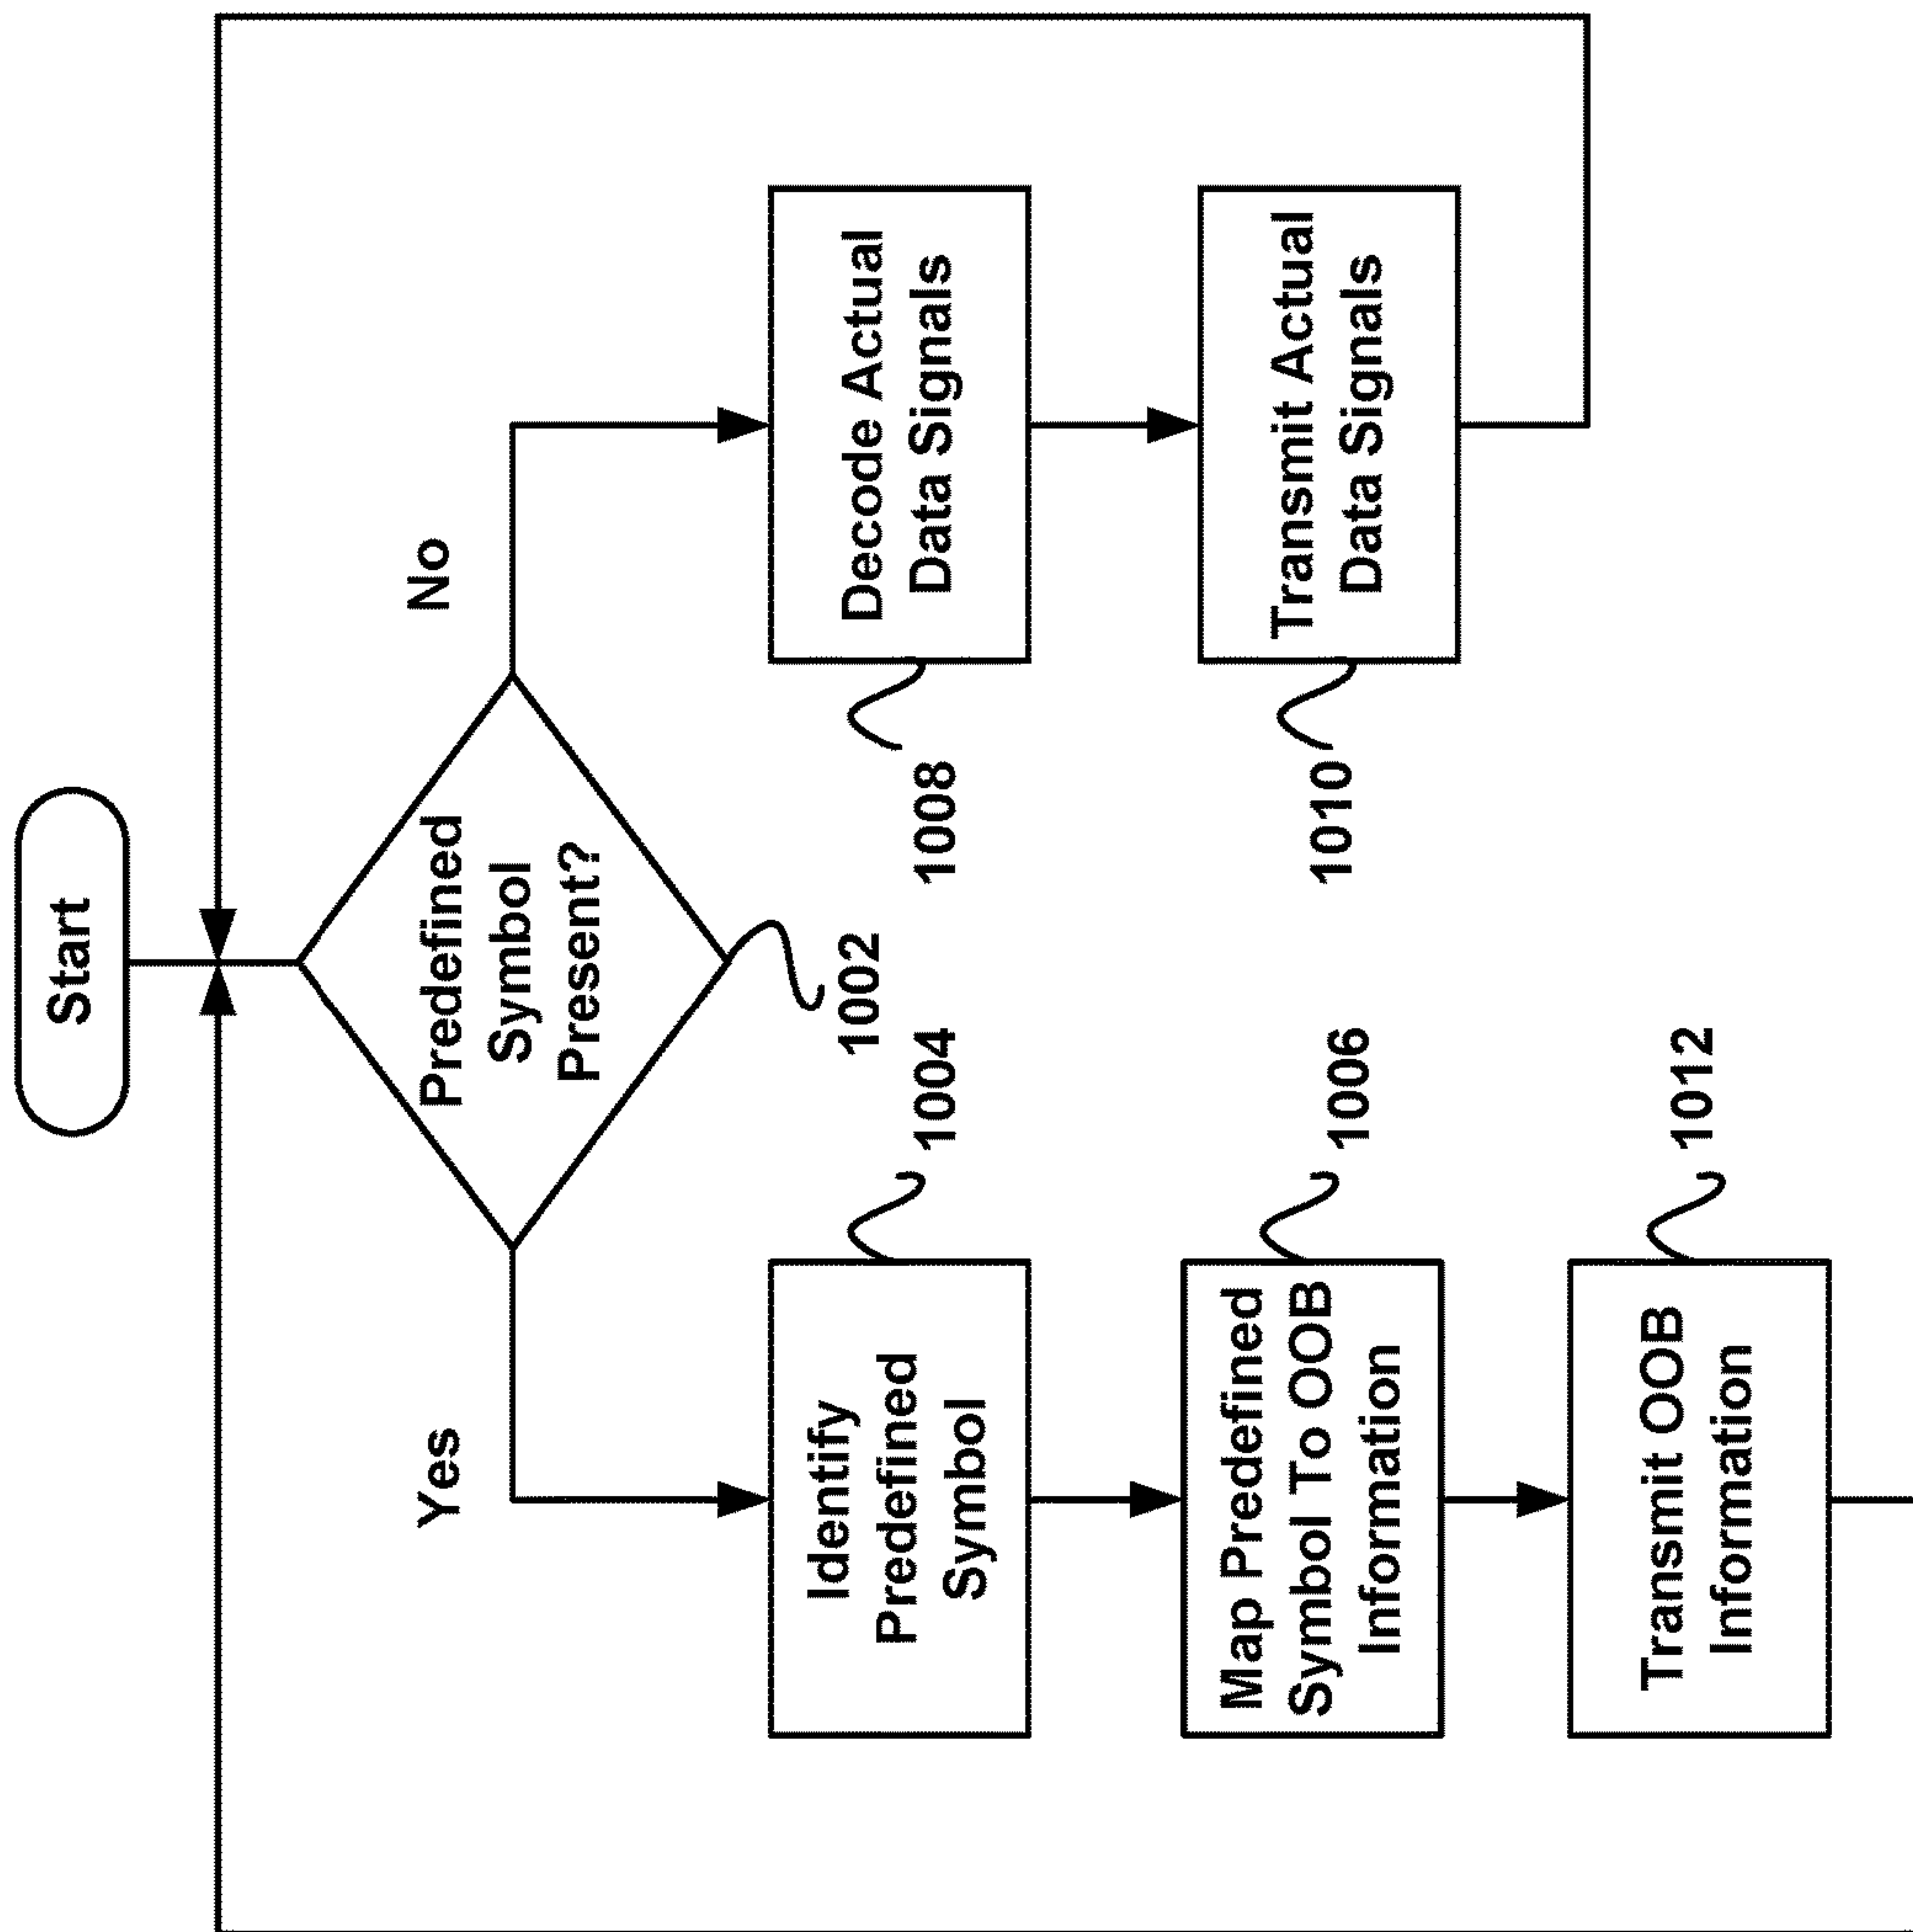 Start
Predefined
Symbol
Present?
1002
Yes
No
Identify
Predefined
Symbol
1004
Map Predefined
Symbol To OOB
Information
1006
Transmit OOB
Information
1012
Decode Actual
Data Signals
1008
Transmit Actual
Data Signals
1010